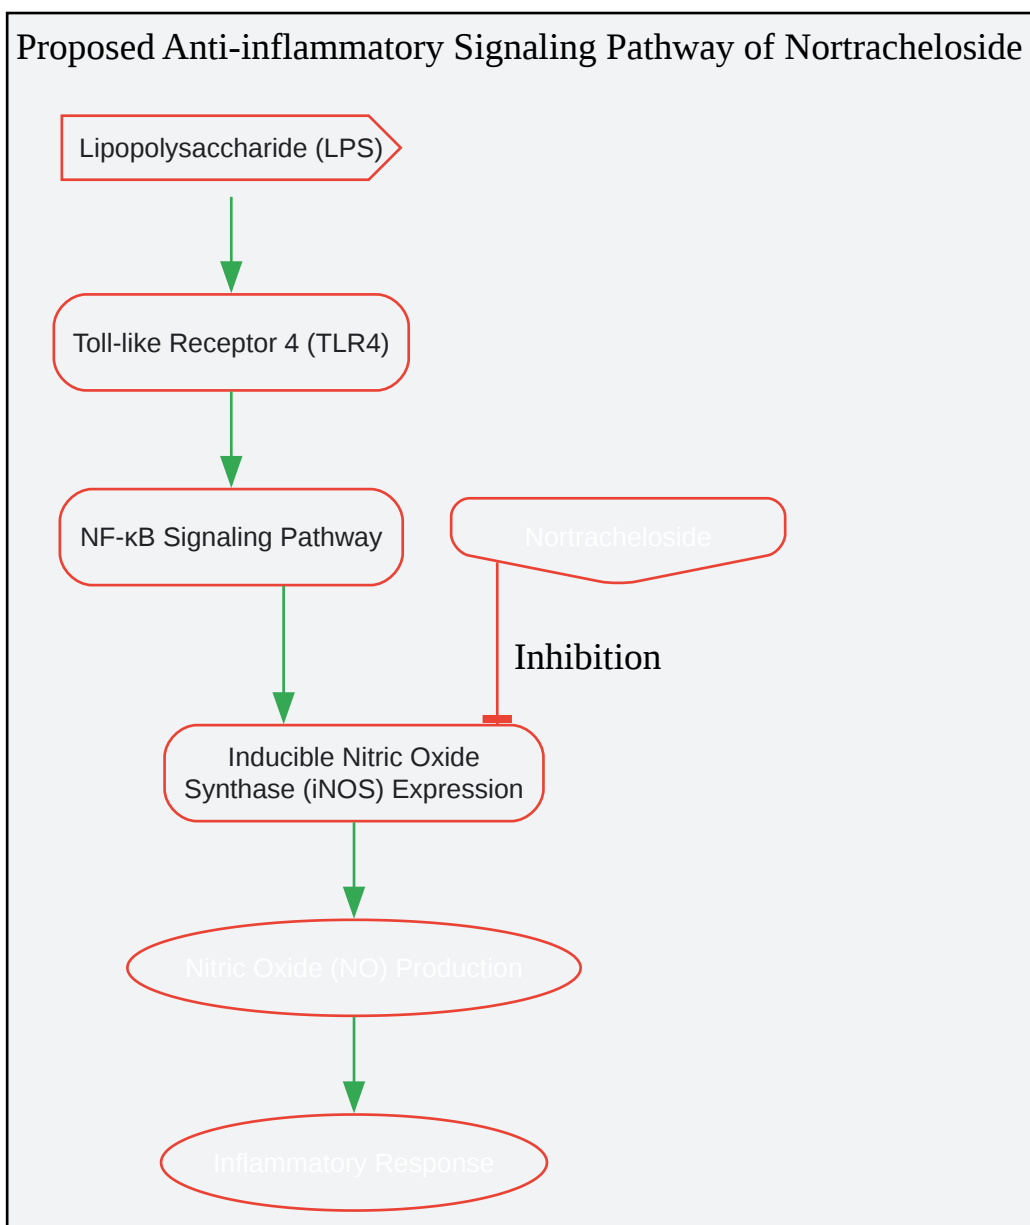 Proposed Anti-inflammatory Signaling Pathway of Nortracheloside
Lipopolysaccharide (LPS)
Toll-like Receptor 4 (TLR4)
NF-κB Signaling Pathway
Nortracheloside
Inhibition
Inducible Nitric Oxide
Synthase (iNOS) Expression
Nitric Oxide (NO) Production
Inflammatory Response